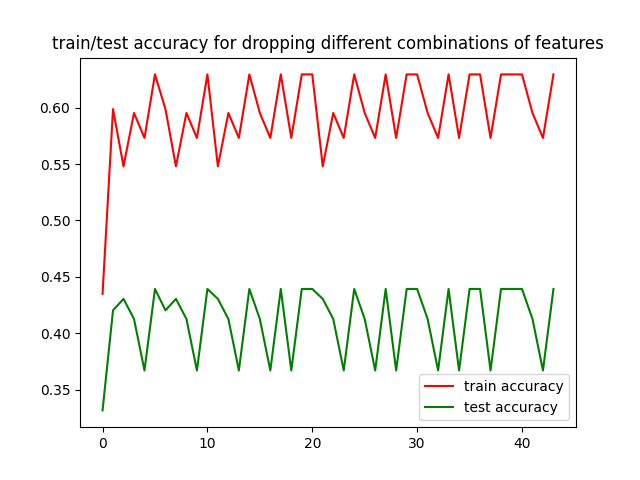 train/test accuracy for dropping different combinations of features
0.60
0.55
0.50
0.45
0.40
0.35
train accuracy
test accuracy
0 10 20 30 40